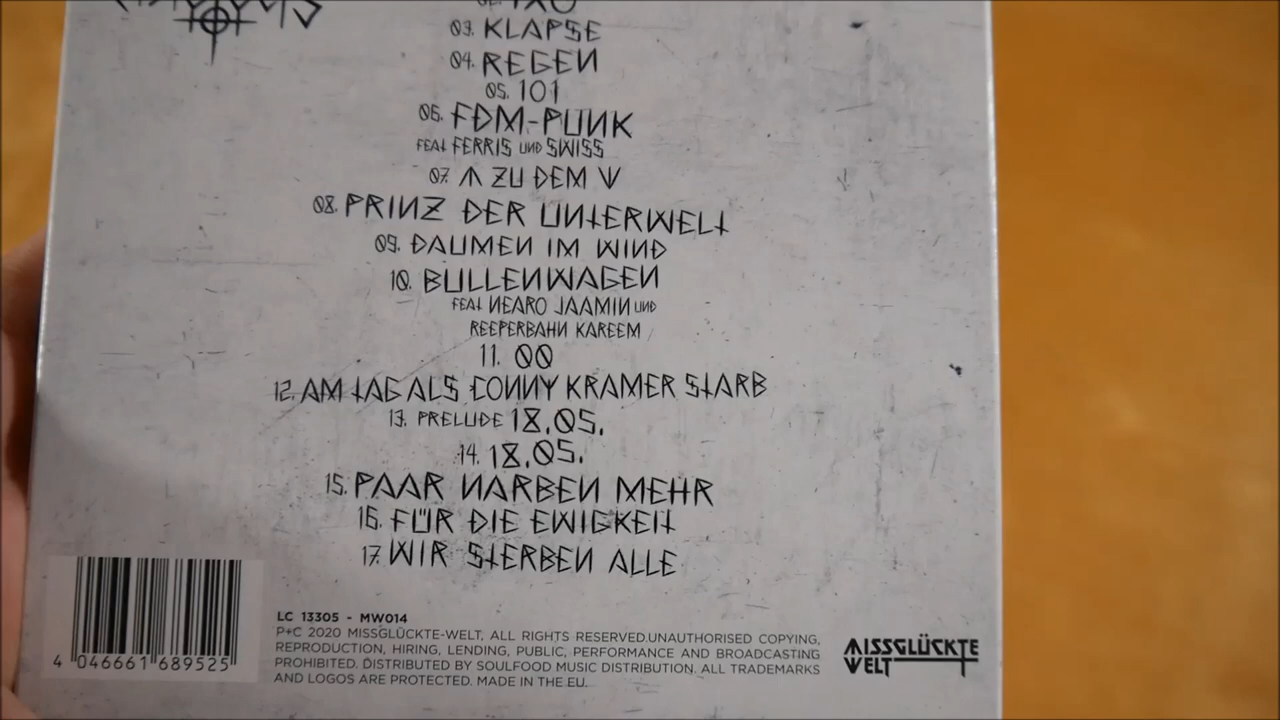 03. KLAPSE
04. REGEN
05. 101
06. FDM-PUNK
FEAT FERRIS UND SWISS
07. M ZU DEM W
08. PRINZ DER UNTERWELT
09. DAUMEN IM WIND
10. BULLENWAGEN
FEAT NEARO JAAMIN UND
REEPERBAHN KAREEM
11. 00
12. AM TAG ALS CONNY KRAMER STARB
13. PRELUDE 18.05.
14. 18.05.
15. PAAR NARBEN MEHR
16. FÜR DIE EWIGKEIT
17. WIR STERBEN ALLE
4 046661 689525
LC 13305 - MW014
P+C 2020 MISSGLÜCKTE-WELT, ALL RIGHTS RESERVED.UNAUTHORISED COPYING,
REPRODUCTION, HIRING, LENDING, PUBLIC, PERFORMANCE AND BROADCASTING
PROHIBITED. DISTRIBUTED BY SOULFOOD MUSIC DISTRIBUTION. ALL TRADEMARKS
AND LOGOS ARE PROTECTED. MADE IN THE EU.
MISSGLÜCKTE
WELT